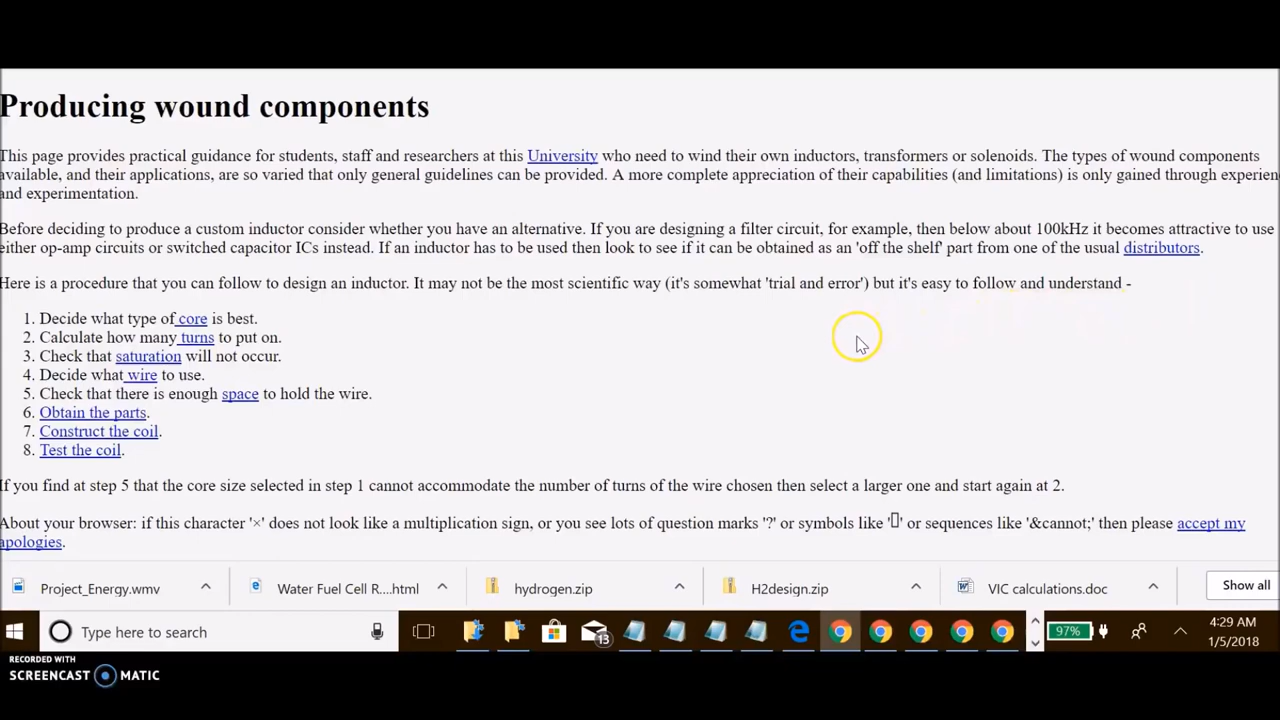 Producing wound components
This page provides practical guidance for students, staff and researchers at this University who need to wind their own inductors, transformers or solenoids. The types of wound components
available, and their applications, are so varied that only general guidelines can be provided. A more complete appreciation of their capabilities (and limitations) is only gained through experien
and experimentation.
Before deciding to produce a custom inductor consider whether you have an alternative. If you are designing a filter circuit, for example, then below about 100kHz it becomes attractive to use
either op-amp circuits or switched capacitor ICs instead. If an inductor has to be used then look to see if it can be obtained as an 'off the shelf' part from one of the usual distributors.
Here is a procedure that you can follow to design an inductor. It may not be the most scientific way (it's somewhat 'trial and error') but it's easy to follow and understand -
1. Decide what type of core is best.
2. Calculate how many turns to put on.
3. Check that saturation will not occur.
4. Decide what wire to use.
5. Check that there is enough space to hold the wire.
6. Obtain the parts.
7. Construct the coil.
8. Test the coil.
If you find at step 5 that the core size selected in step 1 cannot accommodate the number of turns of the wire chosen then select a larger one and start again at 2.
About your browser: if this character '×' does not look like a multiplication sign, or you see lots of question marks '?' or symbols like '▯' or sequences like '&cannot;' then please accept my
apologies.
Project_Energy.wmv Water Fuel Cell R....html hydrogen.zip H2design.zip VIC calculations.doc Show all
Type here to search 13 97% 4:29 AM
1/5/2018
RECORDED WITH
SCREENCAST MATIC